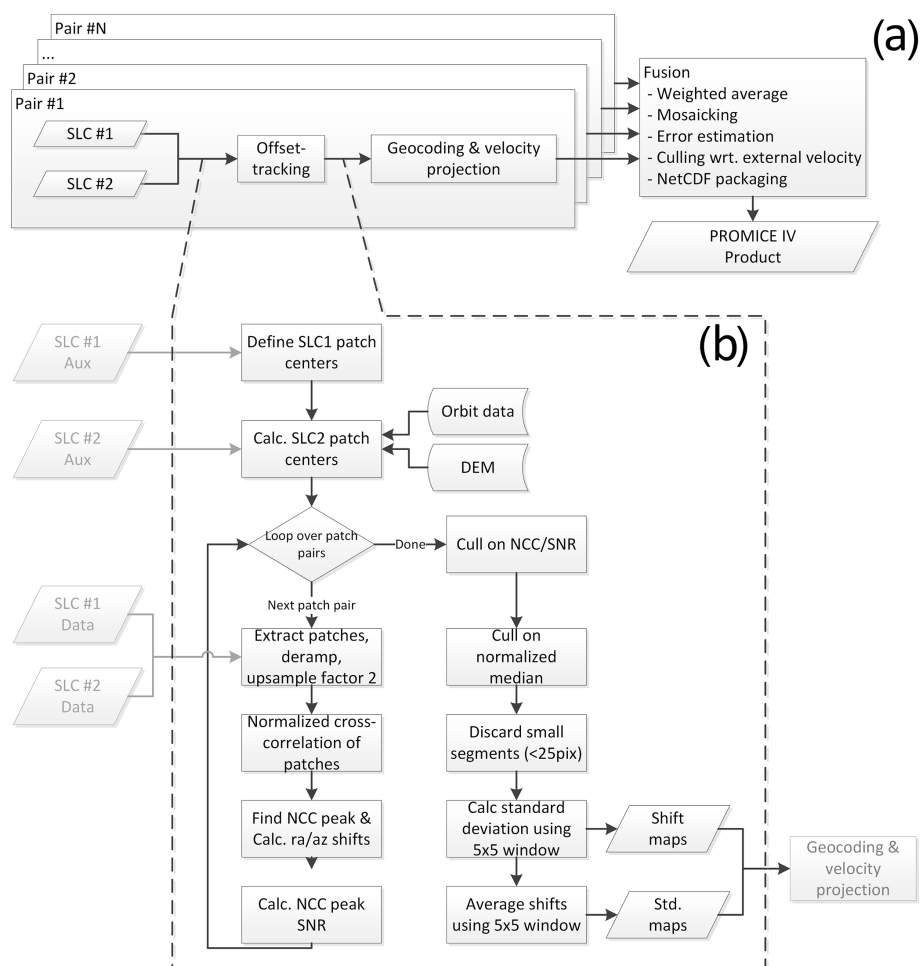 Pair #N
(a)
...
Pair #2
Pair #1
SLC #1
SLC #2
Offset-
tracking
Geocoding & velocity
projection
Fusion
- Weighted average
- Mosaicking
- Error estimation
- Culling wrt. external velocity
- NetCDF packaging
PROMICE IV
Product
(b)
SLC #1
Aux
Define SLC1 patch
centers
SLC #2
Aux
Calc. SLC2 patch
centers
Orbit data
DEM
Loop over patch
pairs
Done
Cull on NCC/SNR
Next patch pair
SLC #1
Data
SLC #2
Data
Extract patches,
deramp,
upsample factor 2
Cull on
normalized
median
Normalized cross-
correlation of
patches
Discard small
segments (<25pix)
Find NCC peak &
Calc. ra/az shifts
Calc standard
deviation using
5x5 window
Shift
maps
Geocoding &
velocity
projection
Calc. NCC peak
SNR
Average shifts
using 5x5 window
Std.
maps